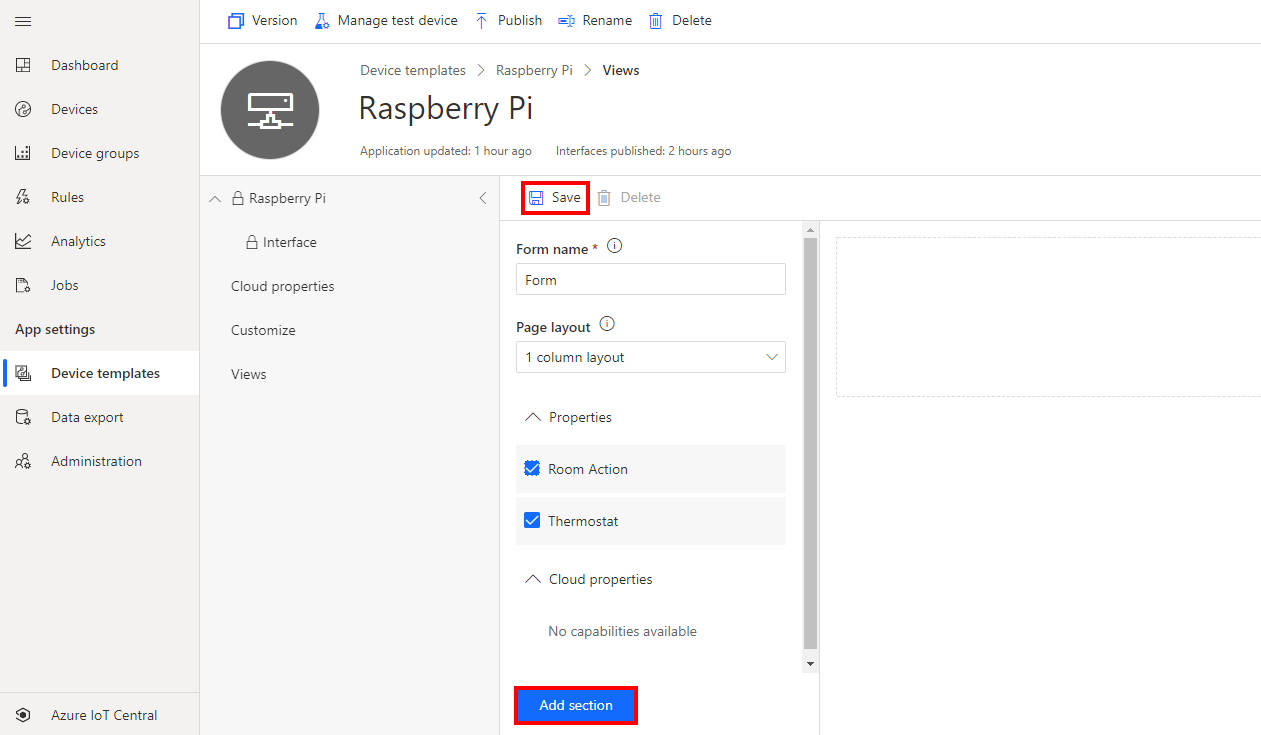 Version Manage test device Publish Rename Delete
Dashboard
Devices
Device groups
Rules
Analytics
Jobs
App settings
Device templates
Data export
Administration
Azure IoT Central
Device templates > Raspberry Pi > Views
Raspberry Pi
Application updated: 1 hour ago Interfaces published: 2 hours ago
Raspberry Pi
Interface
Cloud properties
Customize
Views
Save Delete
Form name *
Form
Page layout
1 column layout
Properties
Room Action
Thermostat
Cloud properties
No capabilities available
Add section